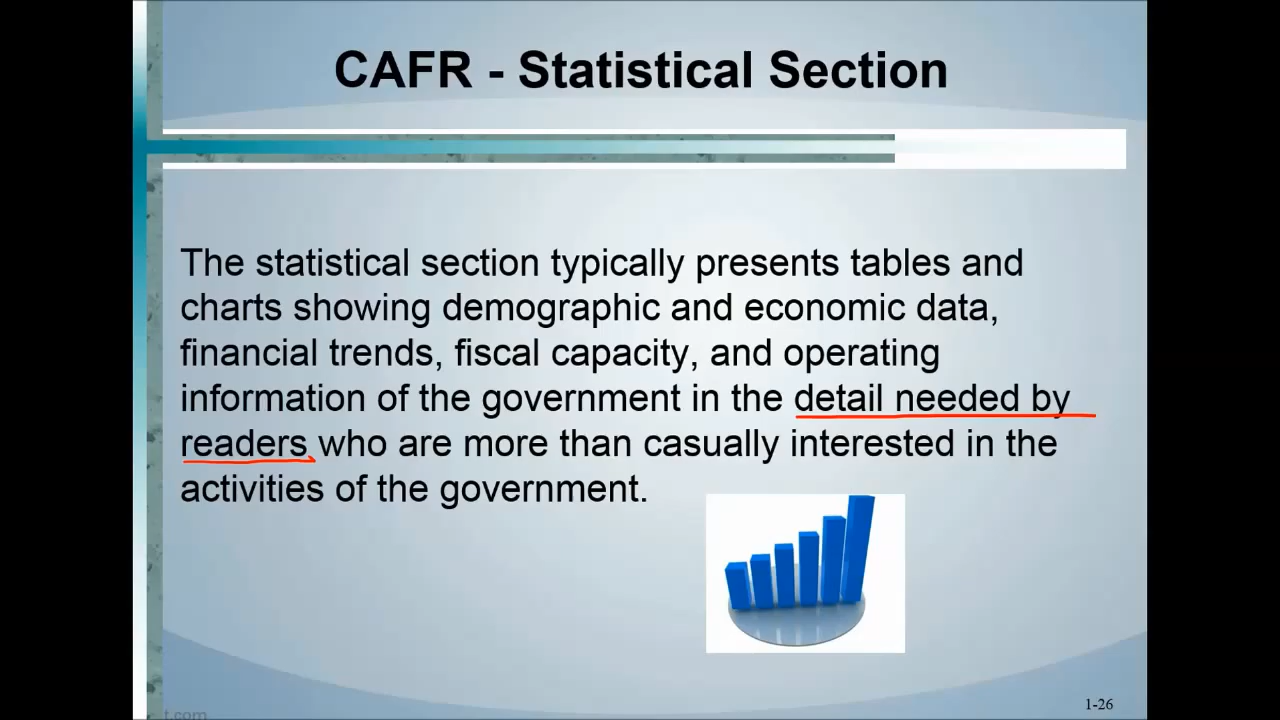 CAFR - Statistical Section
The statistical section typically presents tables and
charts showing demographic and economic data,
financial trends, fiscal capacity, and operating
information of the government in the detail needed by
readers who are more than casually interested in the
activities of the government.
1-26
t.com